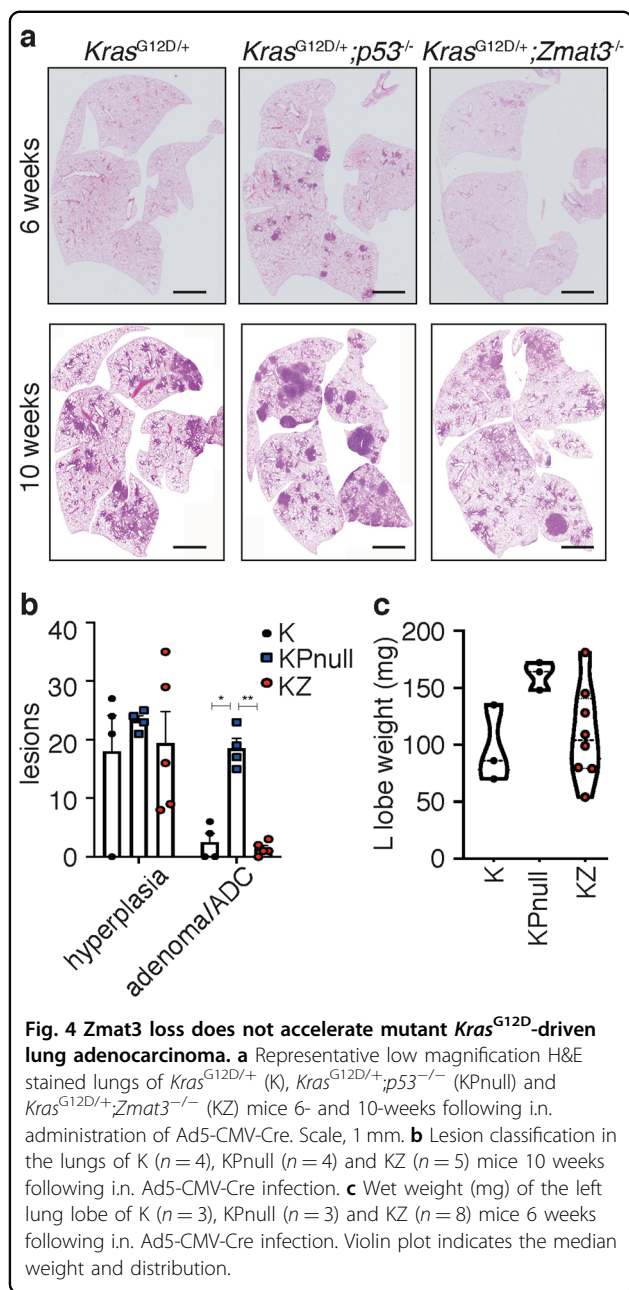 a
Kras^G12D/+ Kras^G12D/+;p53^-/- Kras^G12D/+;Zmat3^-/-
6 weeks
10 weeks
b
40
30
20
10
0
lesions
K
KPnull
KZ
* **
hyperplasia
adenoma/ADC
c
200
150
100
50
0
L lobe weight (mg)
K
KPnull
KZ
Fig. 4 Zmat3 loss does not accelerate mutant Kras^G12D-driven
lung adenocarcinoma. a Representative low magnification H&E
stained lungs of Kras^G12D/+ (K), Kras^G12D/+;p53^−/− (KPnull) and
Kras^G12D/+;Zmat3^−/− (KZ) mice 6- and 10-weeks following i.n.
administration of Ad5-CMV-Cre. Scale, 1 mm. b Lesion classification in
the lungs of K (n = 4), KPnull (n = 4) and KZ (n = 5) mice 10 weeks
following i.n. Ad5-CMV-Cre infection. c Wet weight (mg) of the left
lung lobe of K (n = 3), KPnull (n = 3) and KZ (n = 8) mice 6 weeks
following i.n. Ad5-CMV-Cre infection. Violin plot indicates the median
weight and distribution.